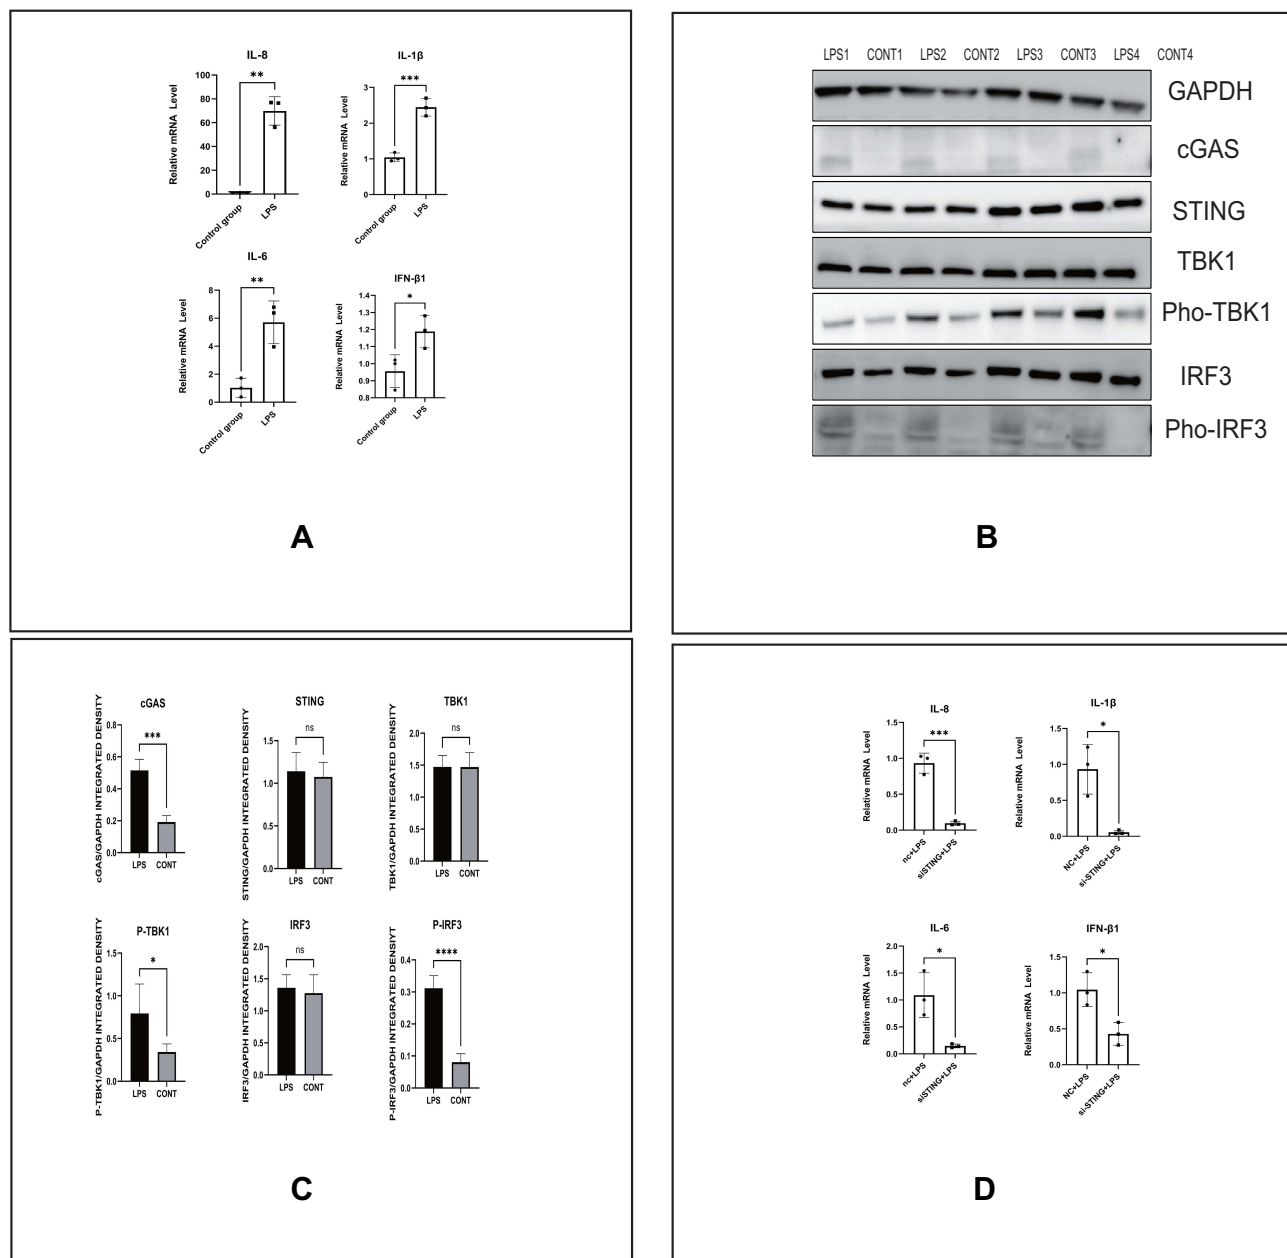 IL-8
**
Relative mRNA Level
100
80
60
40
20
0
Control group
LPS
IL-1β
***
Relative mRNA Level
3
2
1
0
Control group
LPS
IL-6
**
Relative mRNA Level
8
6
4
2
0
Control group
LPS
IFN-β1
*
Relative mRNA Level
1.4
1.3
1.2
1.1
1.0
0.9
0.8
Control group
LPS
A
LPS1 CONT1 LPS2 CONT2 LPS3 CONT3 LPS4 CONT4
GAPDH
cGAS
STING
TBK1
Pho-TBK1
IRF3
Pho-IRF3
B
cGAS
***
cGAS/GAPDH INTEGRATED DENSITY
0.8
0.6
0.4
0.2
0.0
LPS CONT
STING
ns
STING/GAPDH INTEGRATED DENSITY
1.5
1.0
0.5
0.0
LPS CONT
TBK1
ns
TBK1/GAPDH INTEGRATED DENSITY
2.0
1.5
1.0
0.5
0.0
LPS CONT
P-TBK1
*
P-TBK1/GAPDH INTEGRATED DENSITY
1.5
1.0
0.5
0.0
LPS CONT
IRF3
ns
IRF3/GAPDH INTEGRATED DENSITY
2.0
1.5
1.0
0.5
0.0
LPS CONT
P-IRF3
****
P-IRF3/GAPDH INTEGRATED DENSITYT
0.4
0.3
0.2
0.1
0.0
LPS CONT
C
IL-8
***
Relative mRNA Level
1.5
1.0
0.5
0.0
nc+LPS
siSTING+LPS
IL-1β
*
Relative mRNA Level
1.5
1.0
0.5
0.0
NC+LPS
si-STING+LPS
IL-6
*
Relative mRNA Level
2.0
1.5
1.0
0.5
0.0
nc+LPS
siSTING+LPS
IFN-β1
*
Relative mRNA Level
1.5
1.0
0.5
0.0
NC+LPS
si-STING+LPS
D